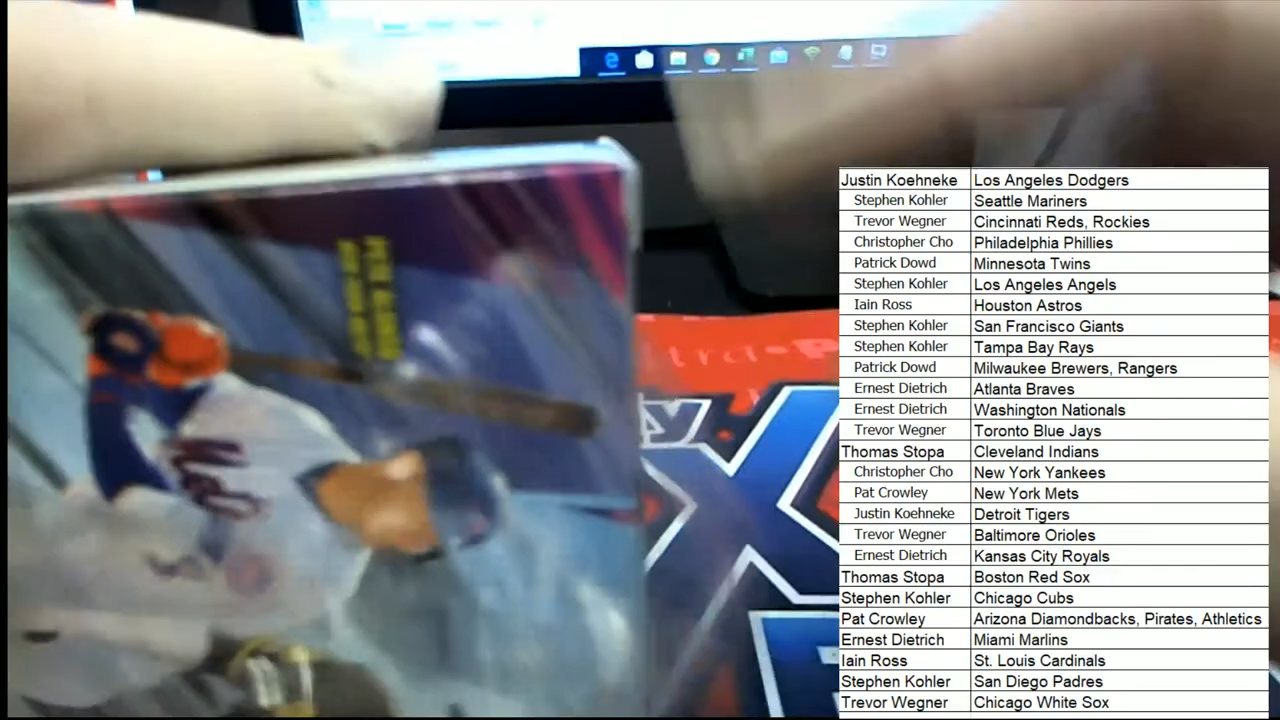 Justin Koehneke Los Angeles Dodgers
Stephen Kohler Seattle Mariners
Trevor Wegner Cincinnati Reds, Rockies
Christopher Cho Philadelphia Phillies
Patrick Dowd Minnesota Twins
Stephen Kohler Los Angeles Angels
Iain Ross Houston Astros
Stephen Kohler San Francisco Giants
Stephen Kohler Tampa Bay Rays
Patrick Dowd Milwaukee Brewers, Rangers
Ernest Dietrich Atlanta Braves
Ernest Dietrich Washington Nationals
Trevor Wegner Toronto Blue Jays
Thomas Stopa Cleveland Indians
Christopher Cho New York Yankees
Pat Crowley New York Mets
Justin Koehneke Detroit Tigers
Trevor Wegner Baltimore Orioles
Ernest Dietrich Kansas City Royals
Thomas Stopa Boston Red Sox
Stephen Kohler Chicago Cubs
Pat Crowley Arizona Diamondbacks, Pirates, Athletics
Ernest Dietrich Miami Marlins
Iain Ross St. Louis Cardinals
Stephen Kohler San Diego Padres
Trevor Wegner Chicago White Sox